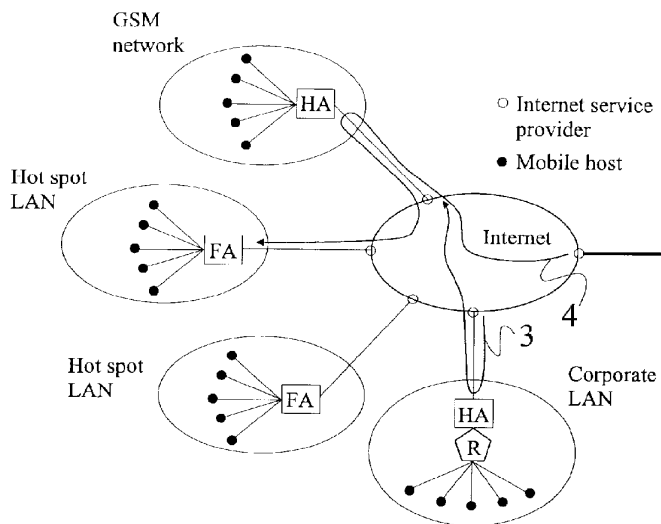 GSM
network
HA
Internet service
provider
Mobile host
Hot spot
LAN
FA
Internet
4
3
Hot spot
LAN
FA
Corporate
LAN
HA
R